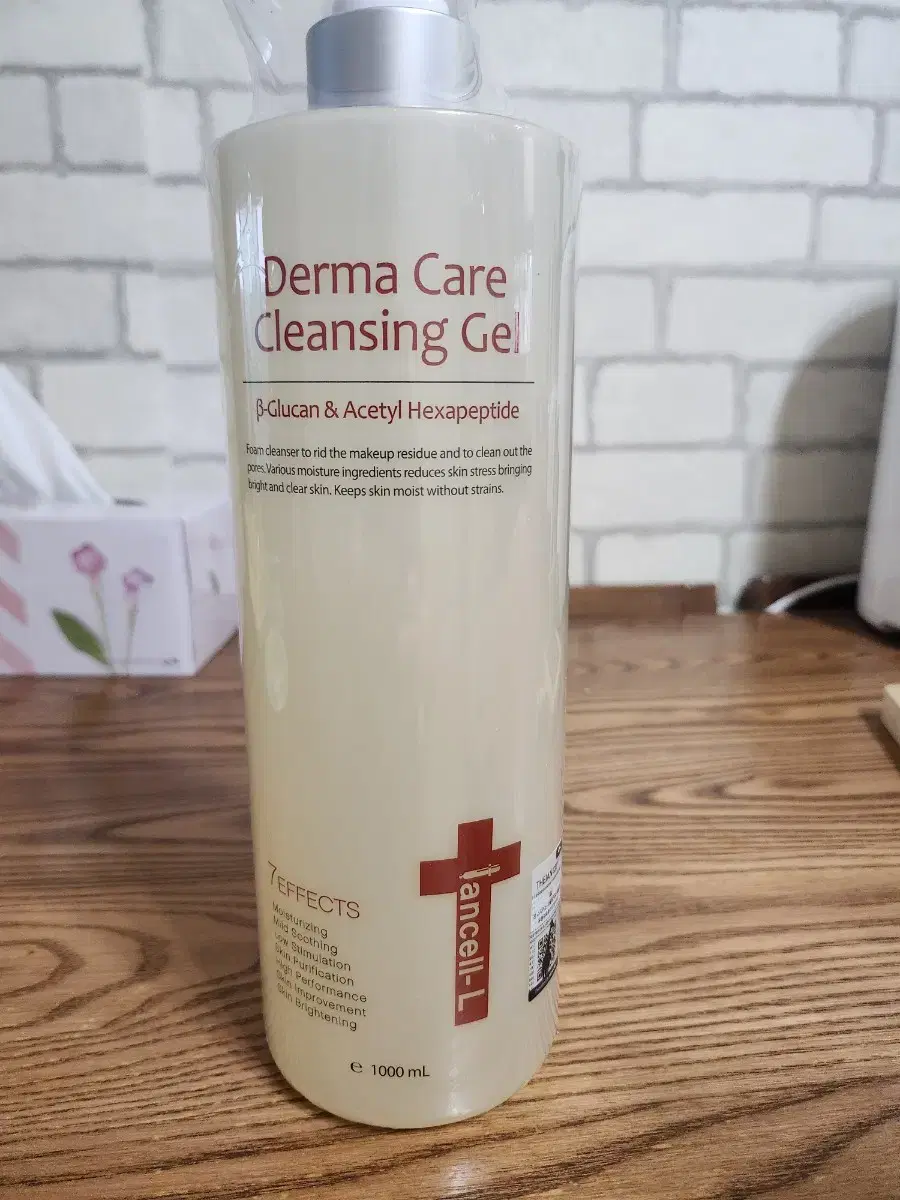 Derma Care
Cleansing Gel
β-Glucan & Acetyl Hexapeptide
Foam cleanser to rid the makeup residue and to clean out the
pores. Various moisture ingredients reduces skin stress bringing
bright and clear skin. Keeps skin moist without strains.
7 EFFECTS
Moisturizing
Mild Soothing
Low Stimulation
Skin Purification
High Performance
Skin Improvement
Skin Brightening
ancell-L
℮ 1000 mL